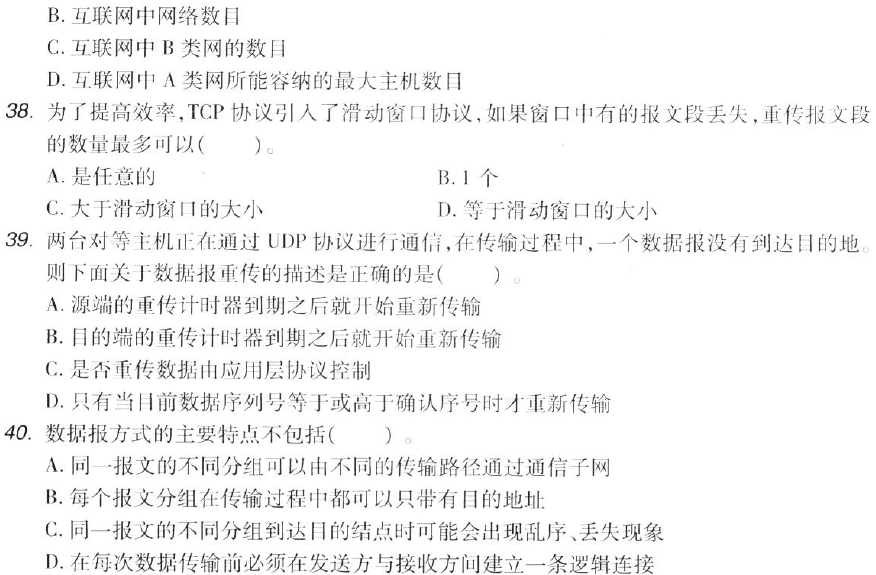 B. 互联网中网络数目
C. 互联网中 B 类网的数目
D. 互联网中 A 类网所能容纳的最大主机数目
38. 为了提高效率,TCP 协议引入了滑动窗口协议,如果窗口中有的报文段丢失,重传报文段
的数量最多可以(  )。
A. 是任意的 B. 1 个
C. 大于滑动窗口的大小 D. 等于滑动窗口的大小
39. 两台对等主机正在通过 UDP 协议进行通信,在传输过程中,一个数据报没有到达目的地。
则下面关于数据报重传的描述是正确的是(  )。
A. 源端的重传计时器到期之后就开始重新传输
B. 目的端的重传计时器到期之后就开始重新传输
C. 是否重传数据由应用层协议控制
D. 只有当目前数据序列号等于或高于确认序号时才重新传输
40. 数据报方式的主要特点不包括(  )。
A. 同一报文的不同分组可以由不同的传输路径通过通信子网
B. 每个报文分组在传输过程中都可以只带有目的地址
C. 同一报文的不同分组到达目的结点时可能会出现乱序、丢失现象
D. 在每次数据传输前必须在发送方与接收方间建立一条逻辑连接